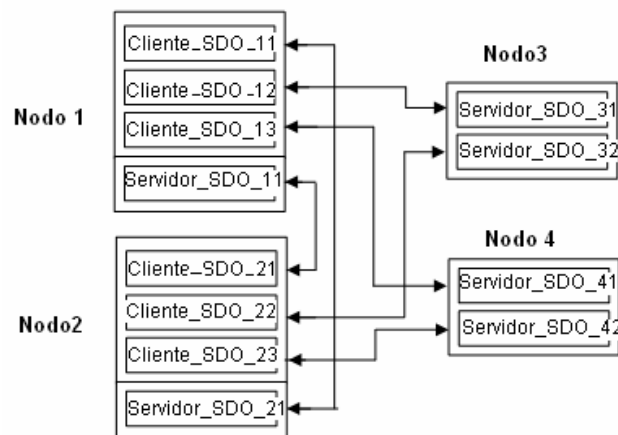 Nodo 1
Cliente_SDO_11
Cliente_SDO_12
Cliente_SDO_13
Servidor_SDO_11
Nodo2
Cliente_SDO_21
Cliente_SDO_22
Cliente_SDO_23
Servidor_SDO_21
Nodo3
Servidor_SDO_31
Servidor_SDO_32
Nodo 4
Servidor_SDO_41
Servidor_SDO_42